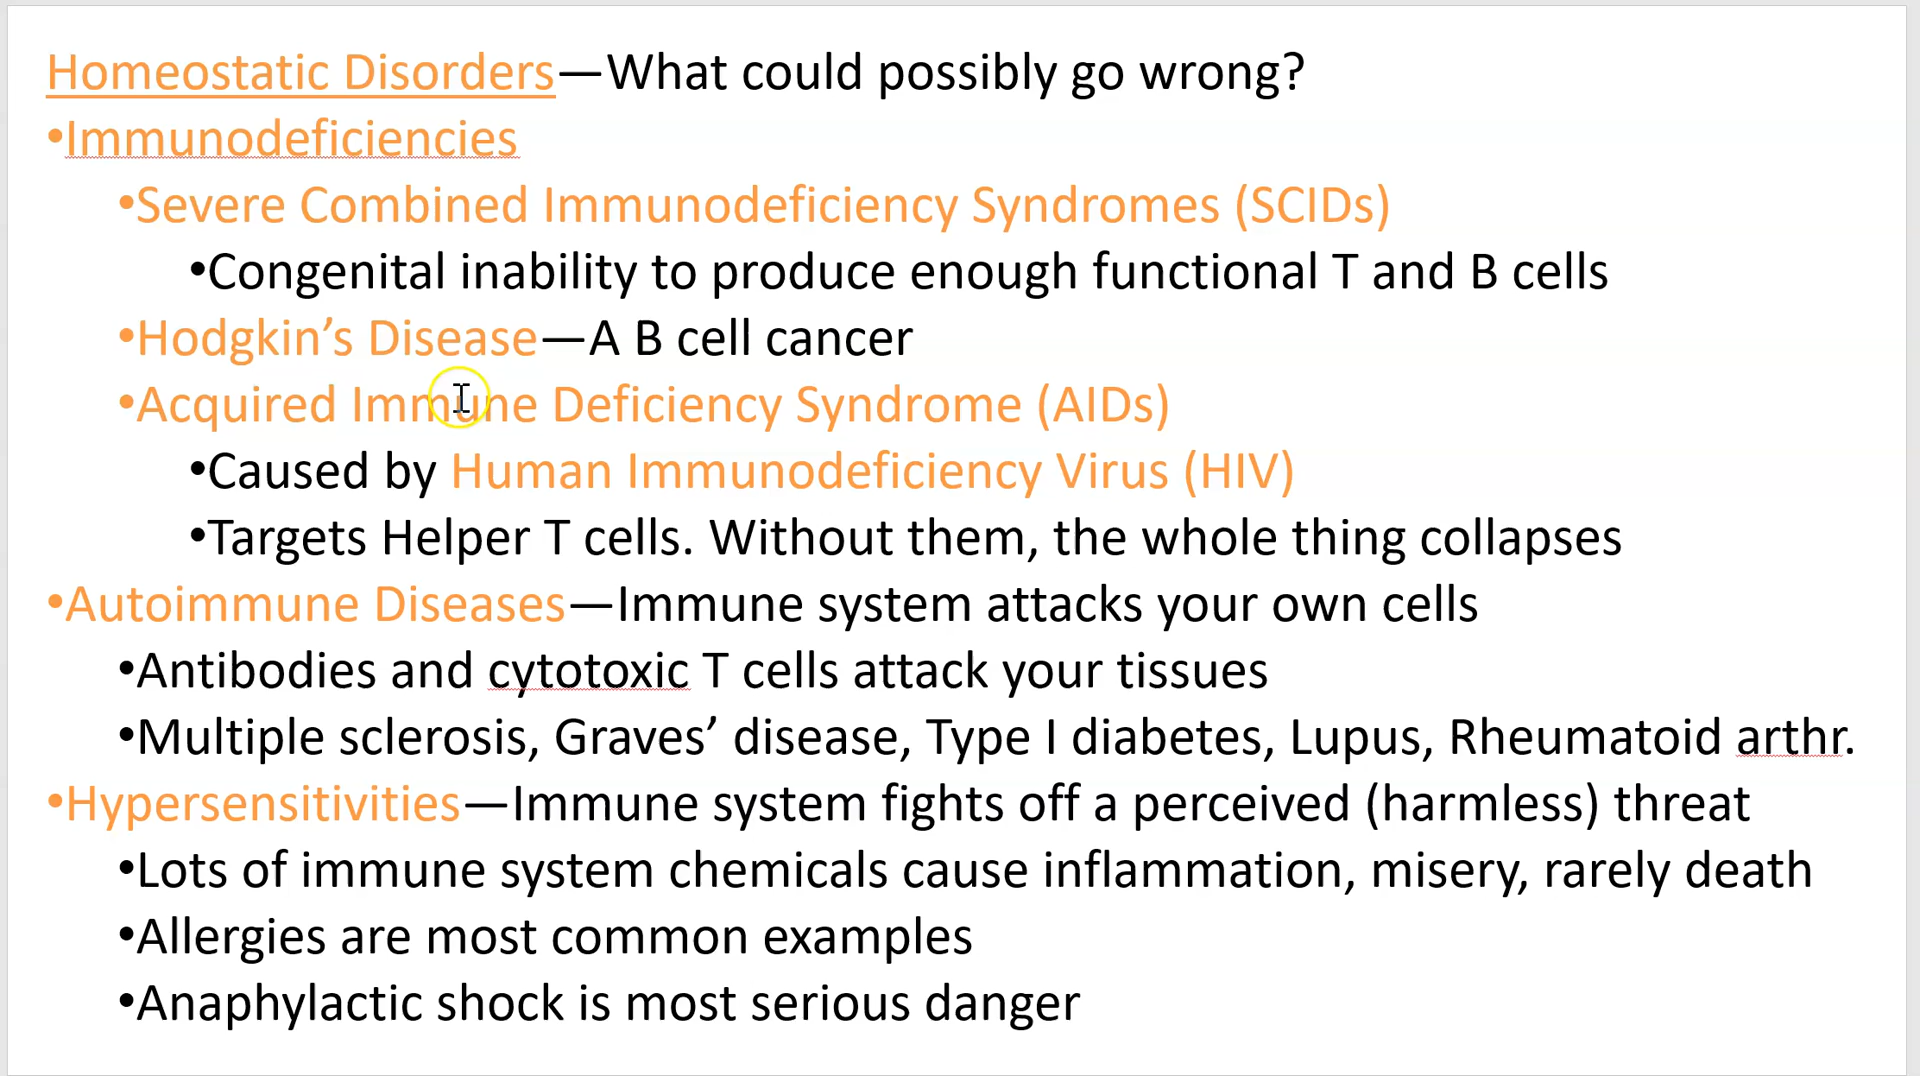 Homeostatic Disorders—What could possibly go wrong?
•Immunodeficiencies
•Severe Combined Immunodeficiency Syndromes (SCIDs)
•Congenital inability to produce enough functional T and B cells
•Hodgkin’s Disease—A B cell cancer
•Acquired Immune Deficiency Syndrome (AIDs)
•Caused by Human Immunodeficiency Virus (HIV)
•Targets Helper T cells. Without them, the whole thing collapses
•Autoimmune Diseases—Immune system attacks your own cells
•Antibodies and cytotoxic T cells attack your tissues
•Multiple sclerosis, Graves’ disease, Type I diabetes, Lupus, Rheumatoid arthr.
•Hypersensitivities—Immune system fights off a perceived (harmless) threat
•Lots of immune system chemicals cause inflammation, misery, rarely death
•Allergies are most common examples
•Anaphylactic shock is most serious danger